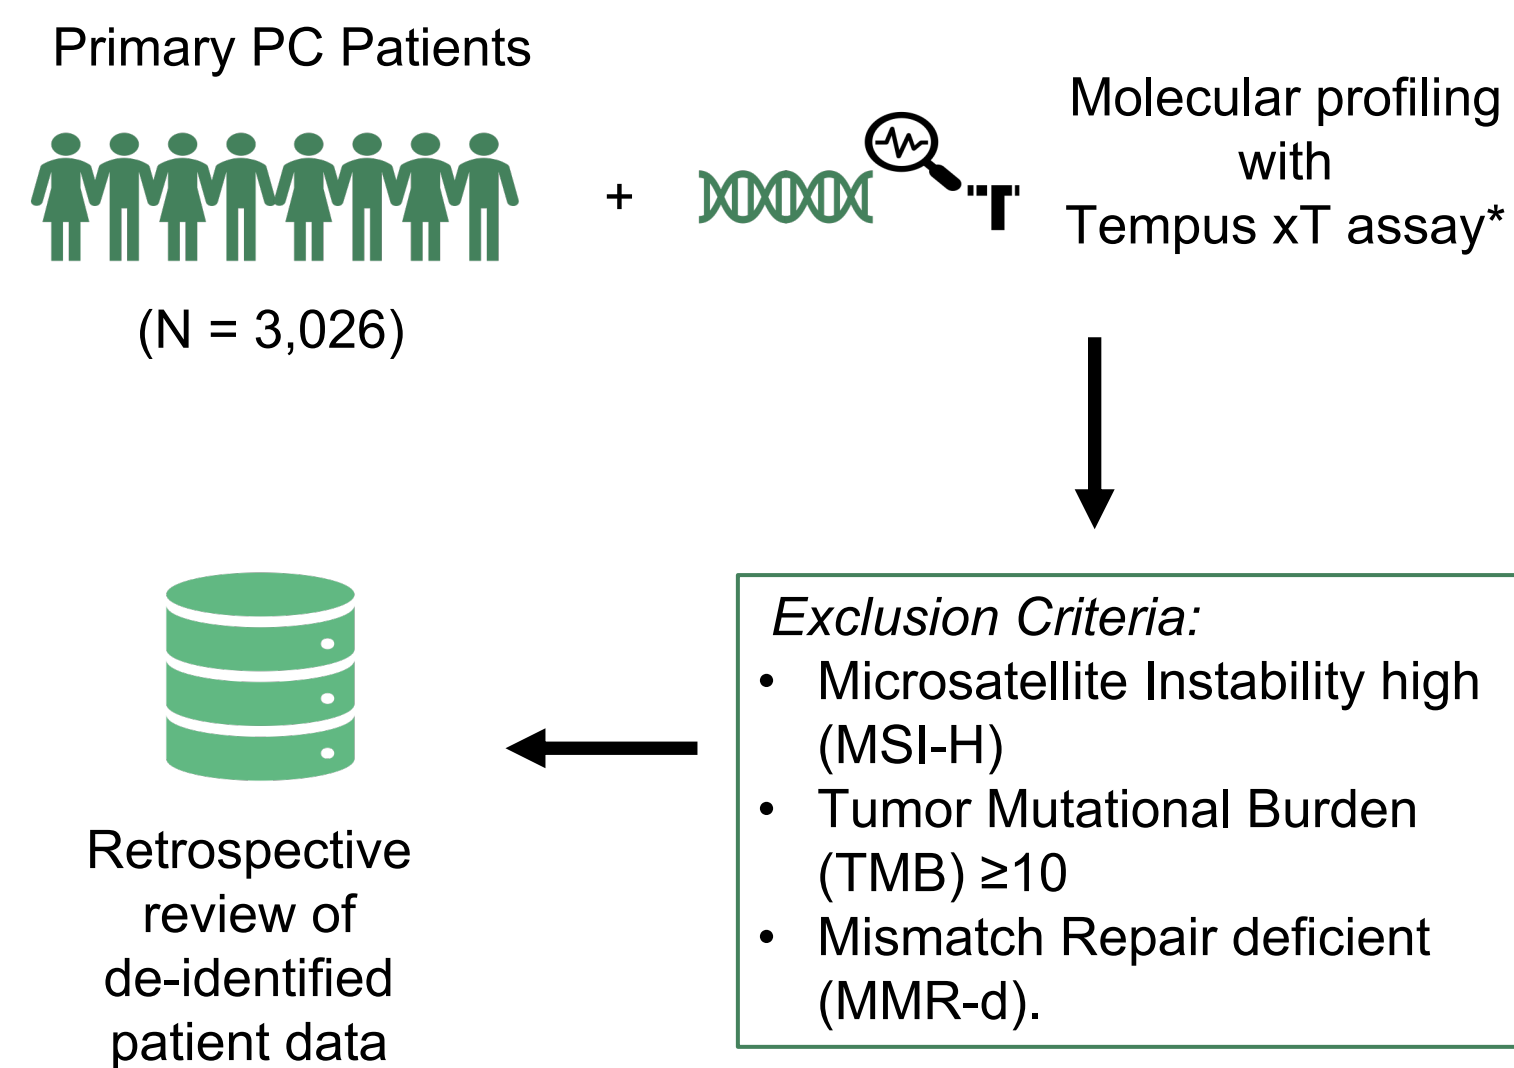 Primary PC Patients
(N = 3,026)
+
T
Molecular profiling
with
Tempus xT assay*
Exclusion Criteria:
• Microsatellite Instability high
(MSI-H)
• Tumor Mutational Burden
(TMB) ≥10
• Mismatch Repair deficient
(MMR-d).
Retrospective
review of
de-identified
patient data